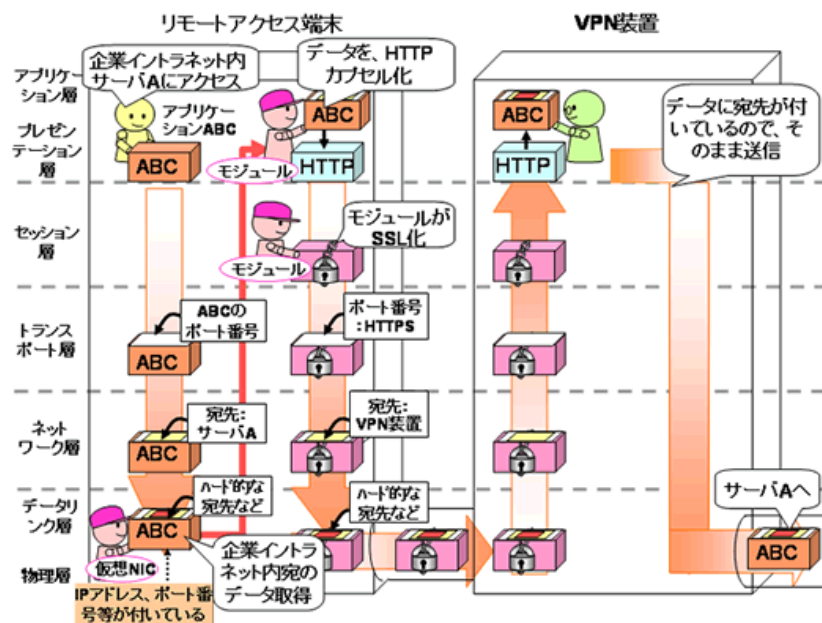 リモートアクセス端末
VPN装置
企業イントラネット内
サーバAにアクセス
データを、HTTP
カプセル化
アプリケー
ション層
アプリケー
ションABC
ABC
ABC
データに宛先が付
いているので、そ
のまま送信
プレゼン
テーション
層
ABC
HTTP
HTTP
モジュール
セッション
層
モジュールが
SSL化
モジュール
トランス
ポート層
ABCの
ポート番号
ポート番号
:HTTPS
ABC
ネット
ワーク層
宛先:
サーバA
宛先:
VPN装置
ABC
データリ
ンク層
ハード的な
宛先など
ハード的な
宛先など
サーバAへ
ABC
ABC
物理層
仮想NIC
企業イントラ
ネット内宛の
データ取得
IPアドレス、ポート番
号等が付いている